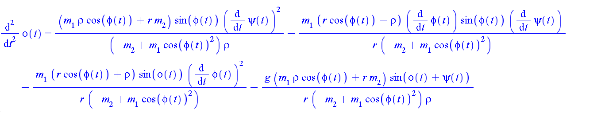 d²/dt² φ(t) − ((m₁ ρ cos(φ(t)) + r m₂) sin(φ(t)) (d/dt ψ(t))²) / ((m₂ + m₁ cos(φ(t))²) ρ) − (m₁ (r cos(φ(t)) − ρ) (d/dt φ(t)) sin(φ(t)) (d/dt ψ(t))) / (r (m₂ + m₁ cos(φ(t))²))
− (m₁ (r cos(φ(t)) − ρ) sin(φ(t)) (d/dt φ(t))²) / (r (m₂ + m₁ cos(φ(t))²)) − (g (m₁ ρ cos(φ(t)) + r m₂) sin(φ(t) + ψ(t))) / (r (m₂ + m₁ cos(φ(t))²) ρ)